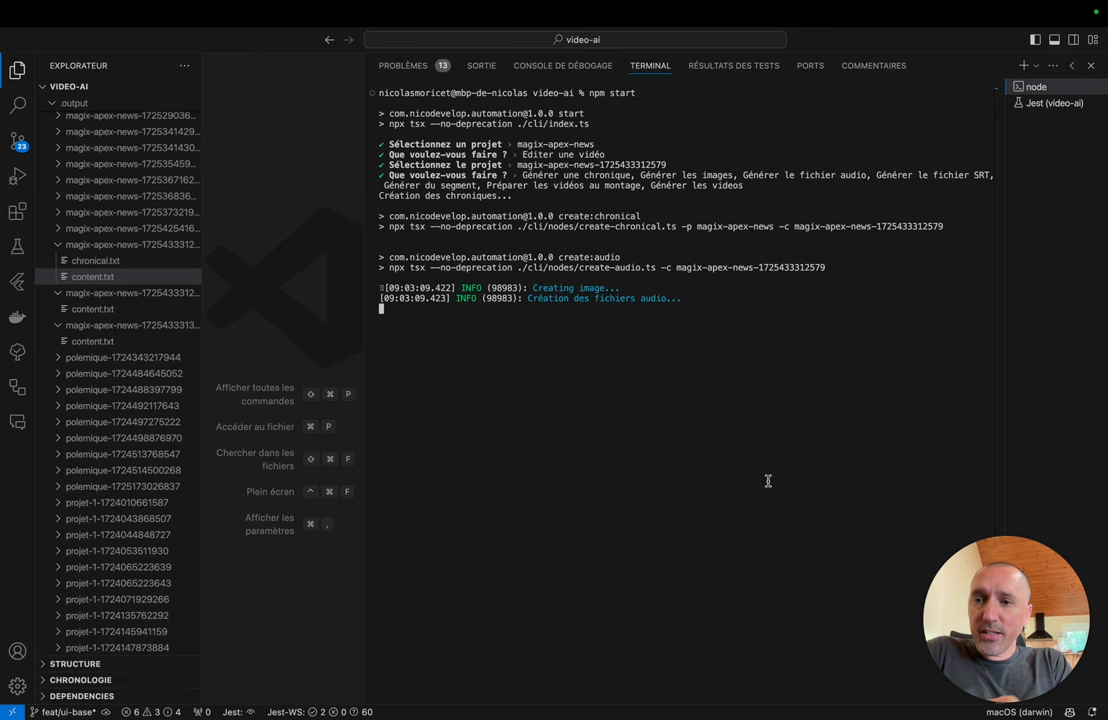 video-ai
EXPLORATEUR
PROBLÈMES 13 SORTIE CONSOLE DE DÉBOGAGE TERMINAL RÉSULTATS DES TESTS PORTS COMMENTAIRES
VIDEO-AI
.output
magix-apex-news-172529036...
magix-apex-news-1725341429...
magix-apex-news-172534130...
magix-apex-news-172535459...
magix-apex-news-1725367162...
magix-apex-news-172536836...
magix-apex-news-1725373219...
magix-apex-news-1725425416...
magix-apex-news-1725433312...
chronical.txt
content.txt
magix-apex-news-1725433312...
content.txt
magix-apex-news-1725433313...
content.txt
polemique-1724343217944
polemique-1724484645052
polemique-1724488397799
polemique-1724492117643
polemique-1724497275222
polemique-1724498876970
polemique-1724513768547
polemique-1724514500268
polemique-1725173026837
projet-1-1724010661587
projet-1-1724043868507
projet-1-1724044848727
projet-1-1724053511930
projet-1-1724065223639
projet-1-1724065223643
projet-1-1724071929266
projet-1-1724135762292
projet-1-1724145941159
projet-1-1724147873884
STRUCTURE
CHRONOLOGIE
DEPENDENCIES
23
Afficher toutes les commandes ⇧ ⌘ P
Accéder au fichier ⌘ P
Chercher dans les fichiers ⇧ ⌘ F
Plein écran ^ ⌘ F
Afficher les paramètres ⌘ ,
nicolasmoricet@mbp-de-nicolas video-ai % npm start
> com.nicodevelop.automation@1.0.0 start
> npx tsx --no-deprecation ./cli/index.ts
✔ Sélectionnez un projet › magix-apex-news
✔ Que voulez-vous faire ? › Editer une vidéo
✔ Sélectionnez le projet › magix-apex-news-1725433312579
✔ Que voulez-vous faire ? › Générer une chronique, Générer les images, Générer le fichier audio, Générer le fichier SRT,
Générer du segment, Préparer les vidéos au montage, Générer les videos
Création des chroniques...
> com.nicodevelop.automation@1.0.0 create:chronical
> npx tsx --no-deprecation ./cli/nodes/create-chronical.ts -p magix-apex-news -c magix-apex-news-1725433312579
> com.nicodevelop.automation@1.0.0 create:audio
> npx tsx --no-deprecation ./cli/nodes/create-audio.ts -c magix-apex-news-1725433312579
[09:03:09.422] INFO (98983): Creating image...
[09:03:09.423] INFO (98983): Création des fichiers audio...
node
Jest (video-ai)
feat/ui-base* 6 3 4 0 Jest: Jest-WS: 2 0 60
macOS (darwin)